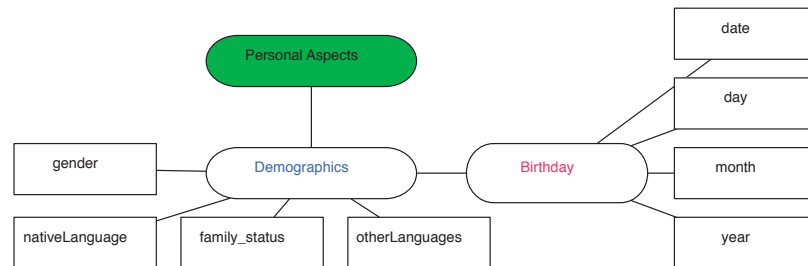 date
Personal Aspects
day
gender
Demographics
Birthday
month
nativeLanguage
family_status
otherLanguages
year